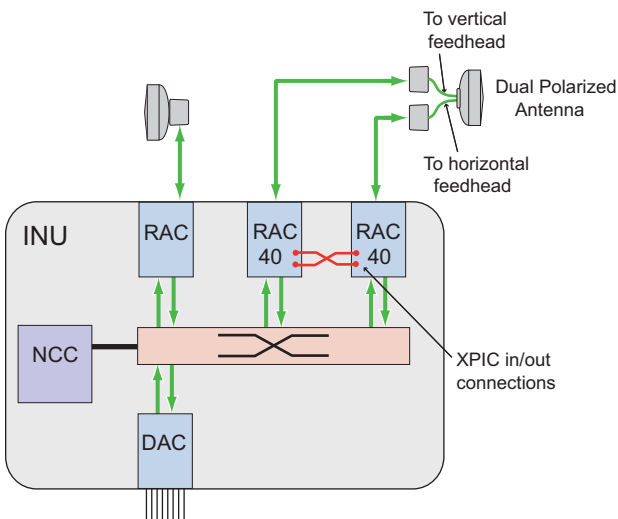 To vertical
feedhead
Dual Polarized
Antenna
To horizontal
feedhead
INU
RAC
RAC
40
RAC
40
NCC
XPIC in/out
connections
DAC